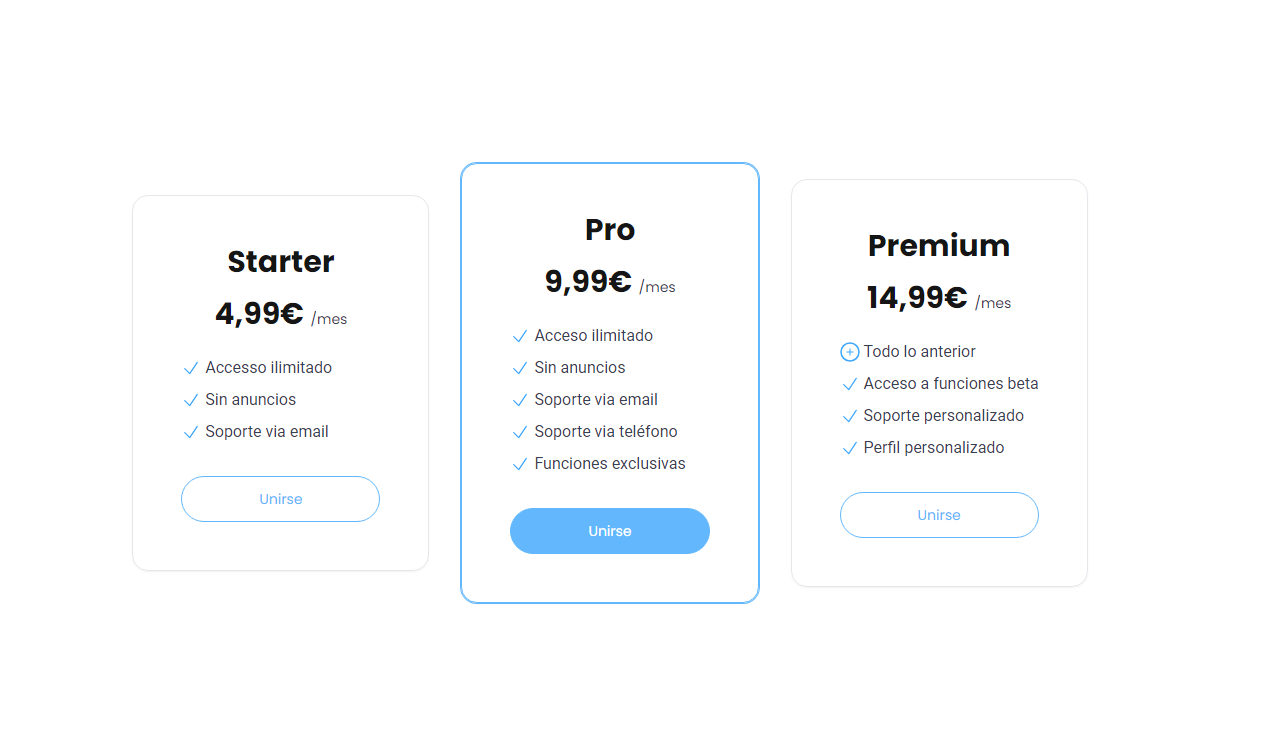 Starter
4,99€ /mes
Accesso ilimitado
Sin anuncios
Soporte via email
Unirse
Pro
9,99€ /mes
Acceso ilimitado
Sin anuncios
Soporte via email
Soporte via teléfono
Funciones exclusivas
Unirse
Premium
14,99€ /mes
Todo lo anterior
Acceso a funciones beta
Soporte personalizado
Perfil personalizado
Unirse